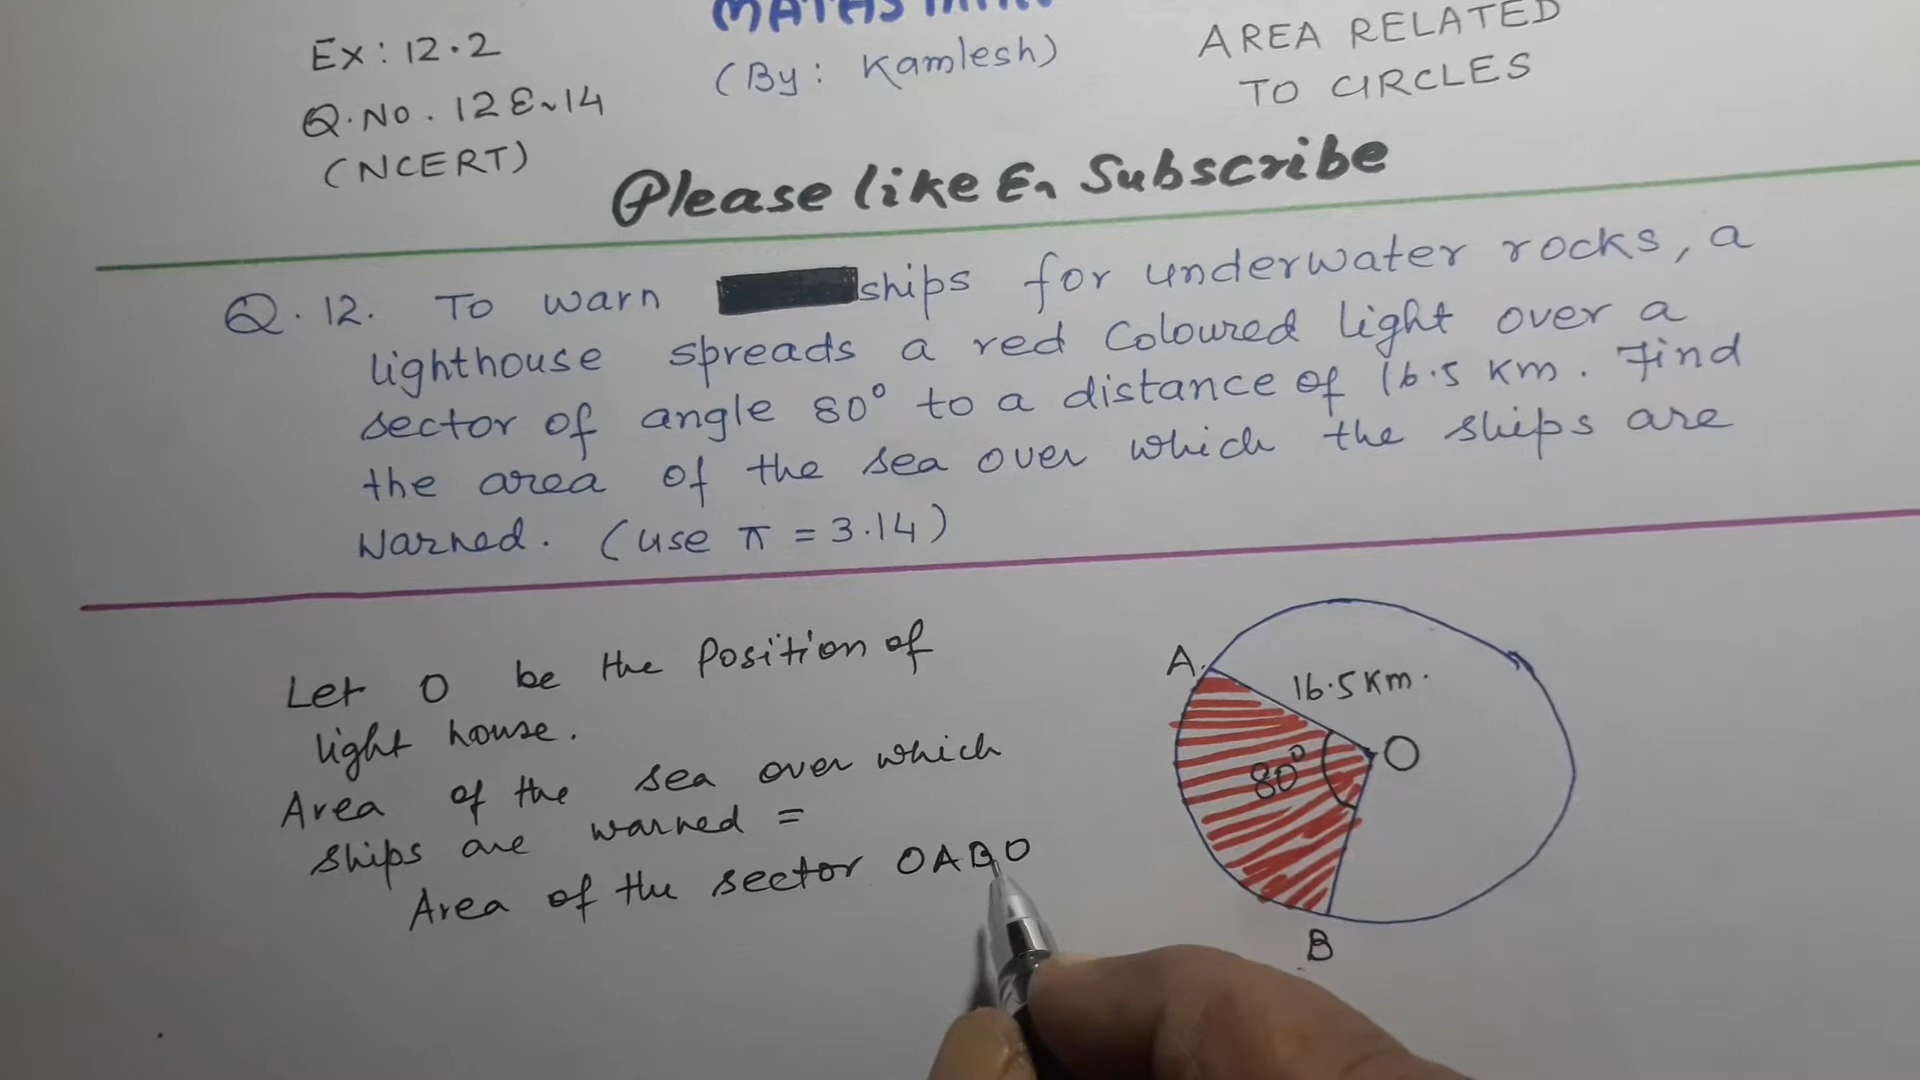 Ex: 12.2
Q.No. 12 & 14
(NCERT)
MATHS
(By: Kamlesh)
AREA RELATED
TO CIRCLES
Please like & Subscribe
Q.12. To warn ships for underwater rocks, a
lighthouse spreads a red coloured light over a
sector of angle 80° to a distance of 16.5 km. Find
the area of the sea over which the ships are
warned. (use π = 3.14)
Let O be the Position of
light house.
Area of the sea over which
ships are warned =
Area of the sector OABO
A
16.5 Km.
80°
O
B